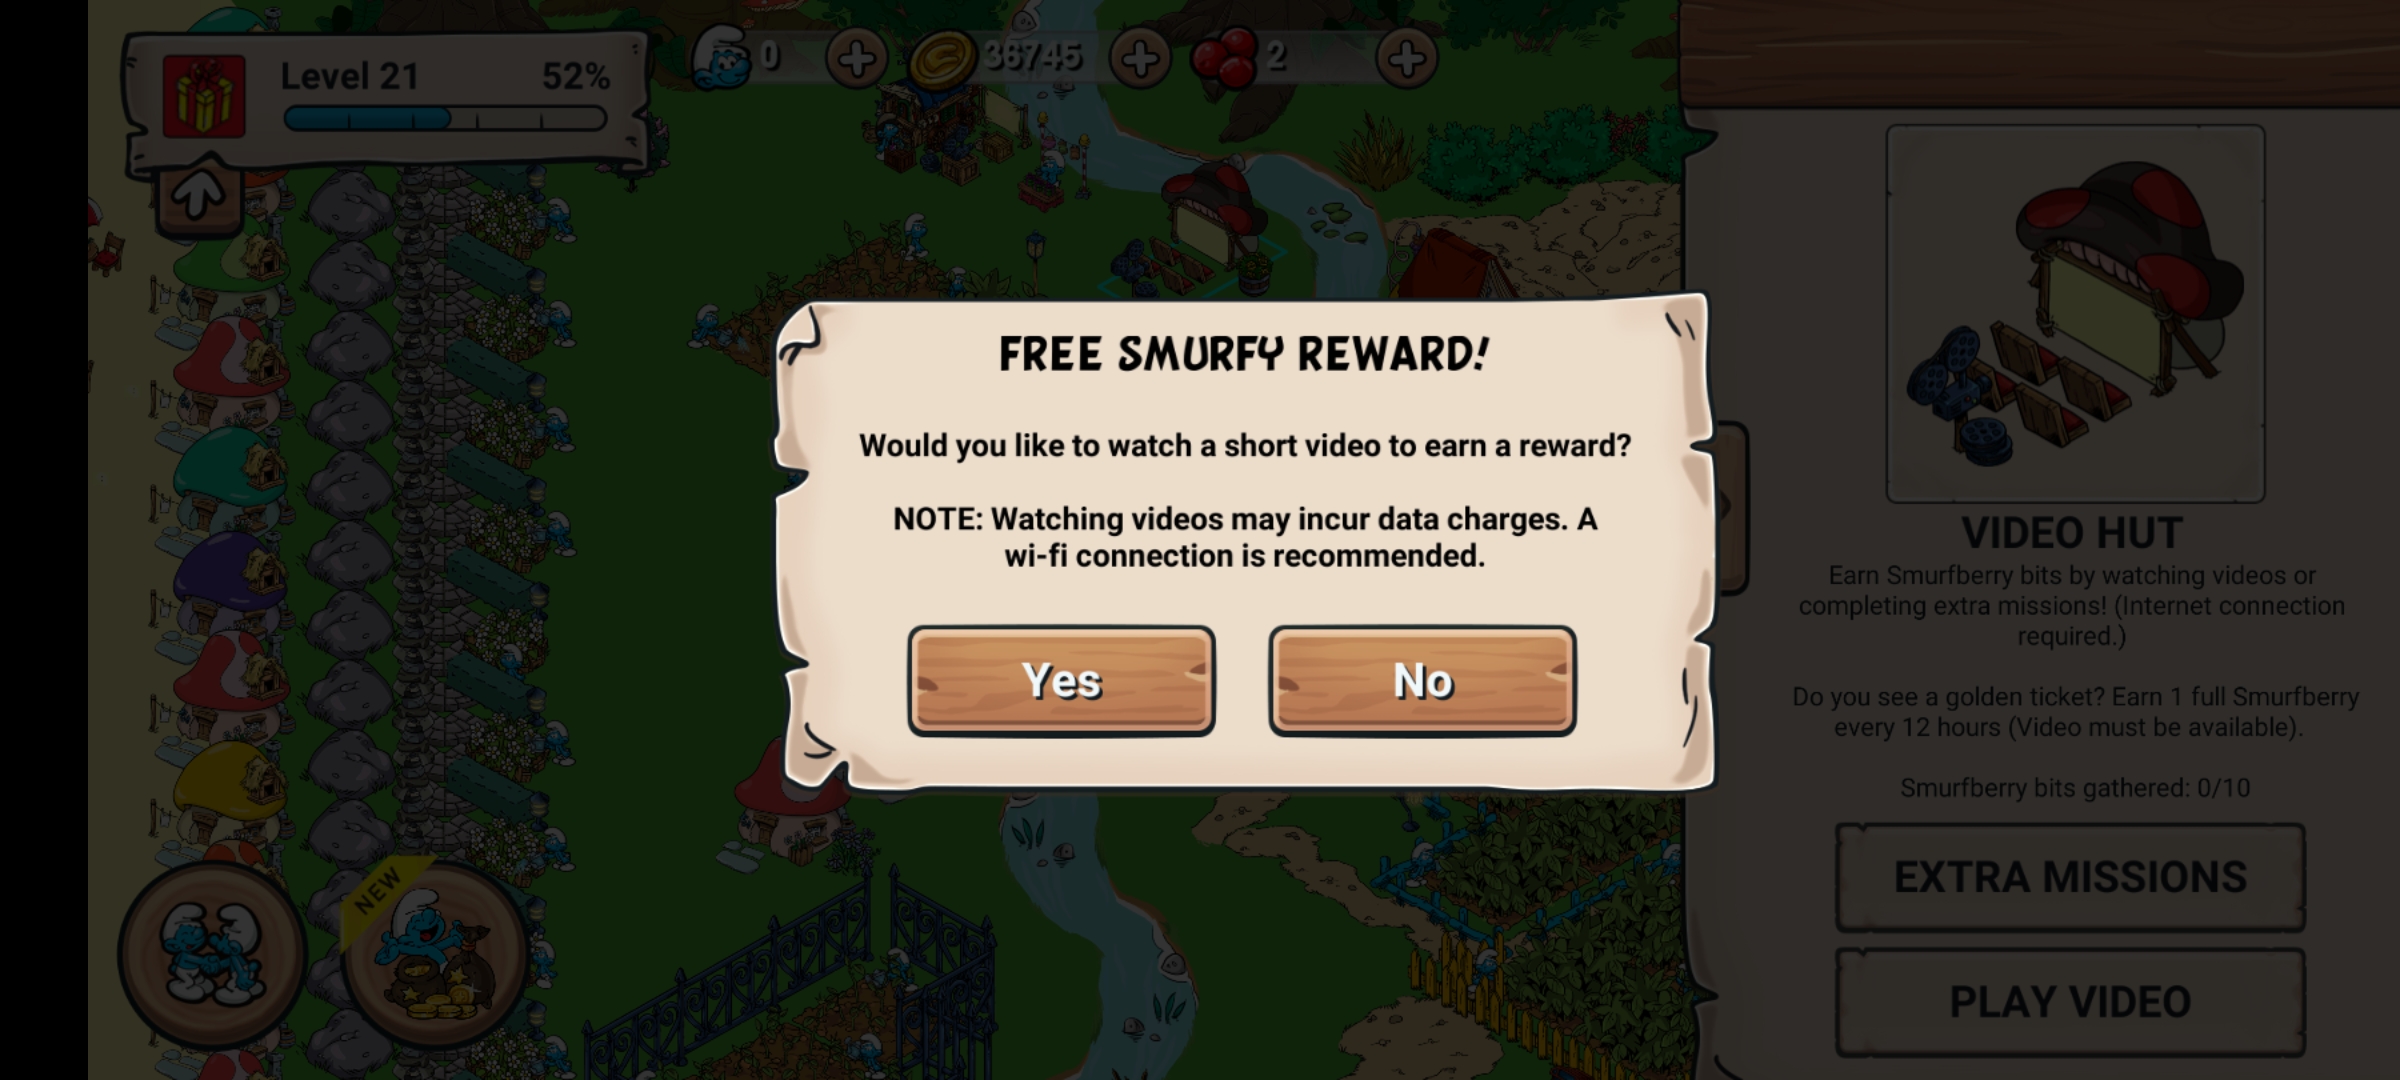 Level 21 52%
0 36745 2
FREE SMURFY REWARD!
Would you like to watch a short video to earn a reward?
NOTE: Watching videos may incur data charges. A
wi-fi connection is recommended.
Yes No
VIDEO HUT
Earn Smurfberry bits by watching videos or
completing extra missions! (Internet connection
required.)
Do you see a golden ticket? Earn 1 full Smurfberry
every 12 hours (Video must be available).
Smurfberry bits gathered: 0/10
EXTRA MISSIONS
PLAY VIDEO
NEW